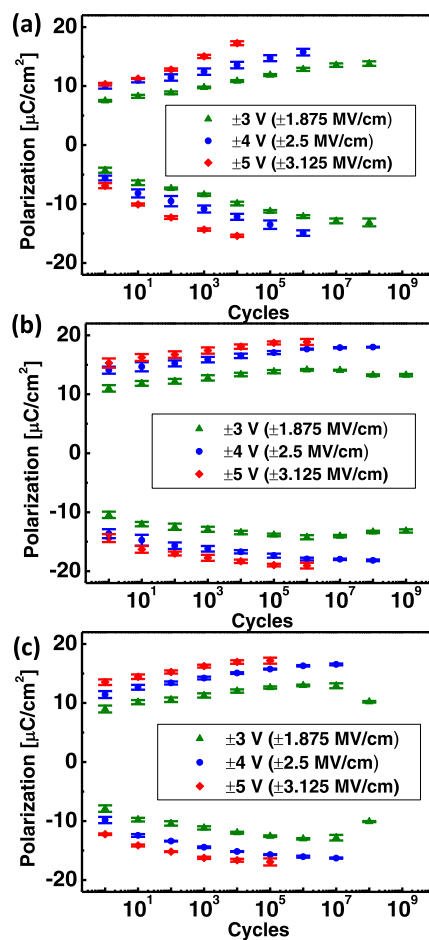 (a)
20
10
0
-10
-20
Polarization [μC/cm²]
±3 V (±1.875 MV/cm)
±4 V (±2.5 MV/cm)
±5 V (±3.125 MV/cm)
10¹ 10³ 10⁵ 10⁷ 10⁹
Cycles
(b)
20
10
0
-10
-20
Polarization [μC/cm²]
±3 V (±1.875 MV/cm)
±4 V (±2.5 MV/cm)
±5 V (±3.125 MV/cm)
10¹ 10³ 10⁵ 10⁷ 10⁹
Cycles
(c)
20
10
0
-10
-20
Polarization [μC/cm²]
±3 V (±1.875 MV/cm)
±4 V (±2.5 MV/cm)
±5 V (±3.125 MV/cm)
10¹ 10³ 10⁵ 10⁷ 10⁹
Cycles